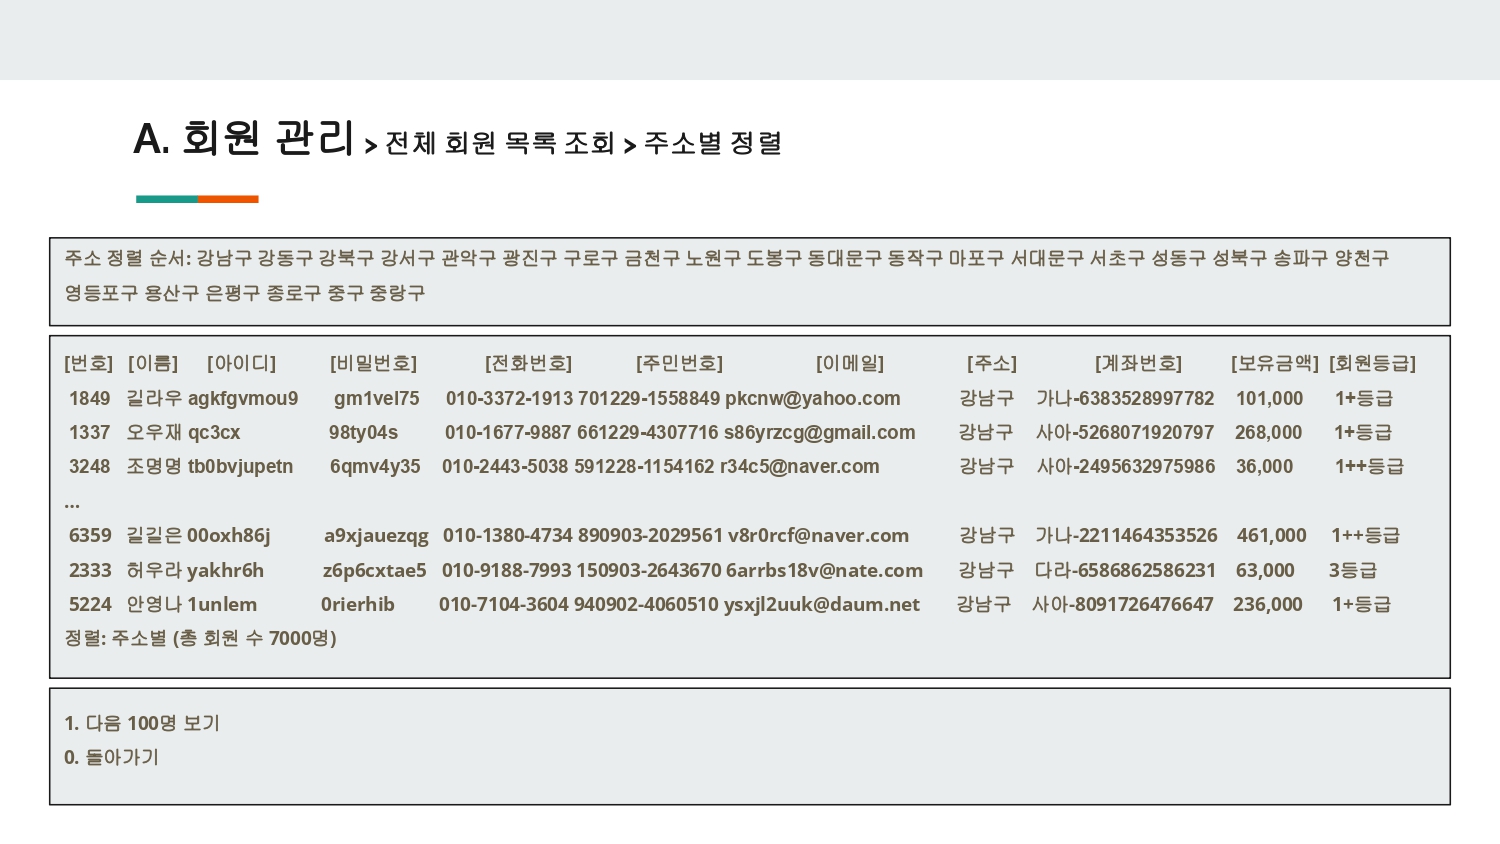 A. 회원 관리 > 전체 회원 목록 조회 > 주소별 정렬
주소 정렬 순서: 강남구 강동구 강북구 강서구 관악구 광진구 구로구 금천구 노원구 도봉구 동대문구 동작구 마포구 서대문구 서초구 성동구 성북구 송파구 양천구
영등포구 용산구 은평구 종로구 중구 중랑구
[번호] [이름] [아이디] [비밀번호] [전화번호] [주민번호] [이메일] [주소] [계좌번호] [보유금액] [회원등급]
1849 길라우 agkfgvmou9 gm1vel75 010-3372-1913 701229-1558849 pkcnw@yahoo.com 강남구 가나-6383528997782 101,000 1+등급
1337 오우재 qc3cx 98ty04s 010-1677-9887 661229-4307716 s86yrzcg@gmail.com 강남구 사아-5268071920797 268,000 1+등급
3248 조명명 tb0bvjupetn 6qmv4y35 010-2443-5038 591228-1154162 r34c5@naver.com 강남구 사아-2495632975986 36,000 1++등급
...
6359 길길은 00oxh86j a9xjauezqg 010-1380-4734 890903-2029561 v8r0rcf@naver.com 강남구 가나-2211464353526 461,000 1++등급
2333 허우라 yakhr6h z6p6cxtae5 010-9188-7993 150903-2643670 6arrbs18v@nate.com 강남구 다라-6586862586231 63,000 3등급
5224 안영나 1unlem 0rierhib 010-7104-3604 940902-4060510 ysxjl2uuk@daum.net 강남구 사아-8091726476647 236,000 1+등급
정렬: 주소별 (총 회원 수 7000명)
1. 다음 100명 보기
0. 돌아가기